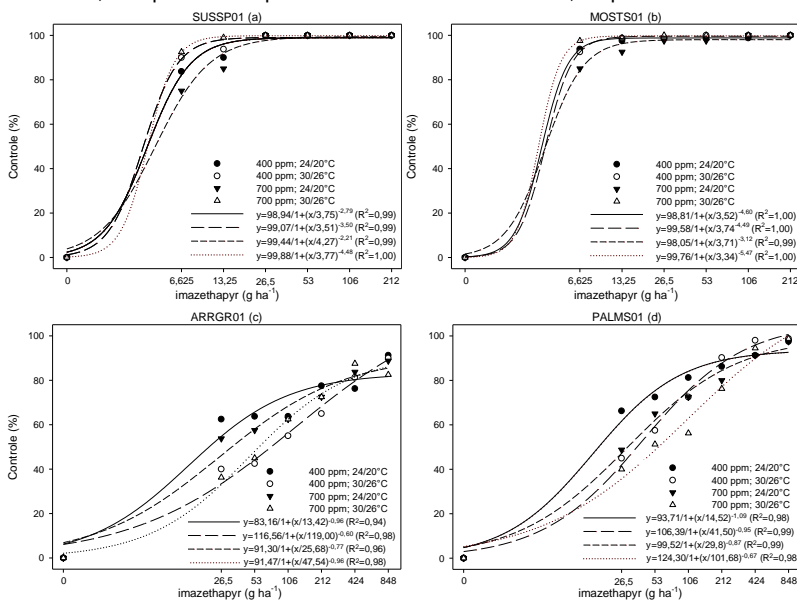 SUSSP01 (a)
100
80
60
40
20
0
Controle (%)
400 ppm; 24/20°C
400 ppm; 30/26°C
700 ppm; 24/20°C
700 ppm; 30/26°C
y=98,94/1+(x/3,75)-2,79 (R2=0,99)
y=99,07/1+(x/3,51)-3,50 (R2=0,99)
y=99,44/1+(x/4,27)-2,21 (R2=0,99)
y=99,88/1+(x/3,77)-4,48 (R2=1,00)
0 6,625 13,25 26,5 53 106 212
imazethapyr (g ha-1)
MOSTS01 (b)
100
80
60
40
20
0
400 ppm; 24/20°C
400 ppm; 30/26°C
700 ppm; 24/20°C
700 ppm; 30/26°C
y=98,81/1+(x/3,52)-4,60 (R2=1,00)
y=99,58/1+(x/3,74-4,49 (R2=1,00)
y=98,05/1+(x/3,71)-3,12 (R2=0,99)
y=99,76/1+(x/3,34)-5,47 (R2=1,00)
0 6,625 13,25 26,5 53 106 212
imazethapyr (g ha-1)
ARRGR01 (c)
100
80
60
40
20
0
Controle (%)
400 ppm; 24/20°C
400 ppm; 30/26°C
700 ppm; 24/20°C
700 ppm; 30/26°C
y=83,16/1+(x/13,42)-0,96 (R2=0,94)
y=116,56/1+(x/119,00)-0,60 (R2=0,98)
y=91,30/1+(x/25,68)-0,77 (R2=0,96)
y=91,47/1+(x/47,54)-0,96 (R2=0,98)
0 26,5 53 106 212 424 848
imazethapyr (g ha-1)
PALMS01 (d)
100
80
60
40
20
0
400 ppm; 24/20°C
400 ppm; 30/26°C
700 ppm; 24/20°C
700 ppm; 30/26°C
y=93,71/1+(x/14,52)-1,09 (R2=0,98)
y=106,39/1+(x/41,50)-0,95 (R2=0,99)
y=99,52/1+(x/29,8)-0,87 (R2=0,99)
y=124,30/1+(x/101,68)-0,67 (R2=0,98
0 26,5 53 106 212 424 848
imazethapyr (g ha-1)